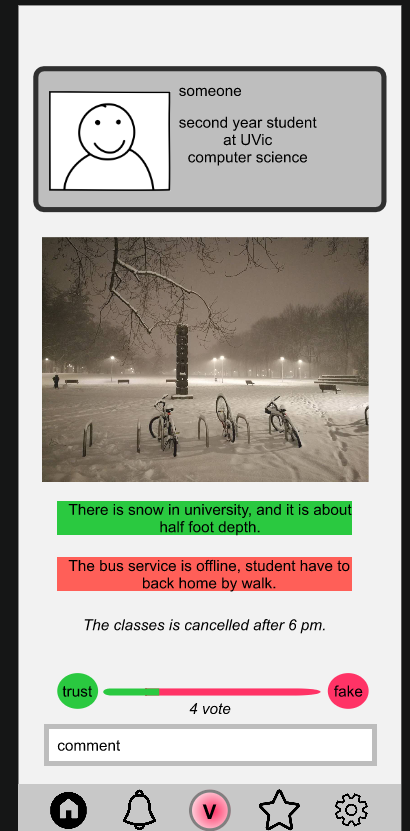 someone
second year student
at UVic
computer science
There is snow in university, and it is about
half foot depth.
The bus service is offline, student have to
back home by walk.
The classes is cancelled after 6 pm.
trust
fake
4 vote
comment
V